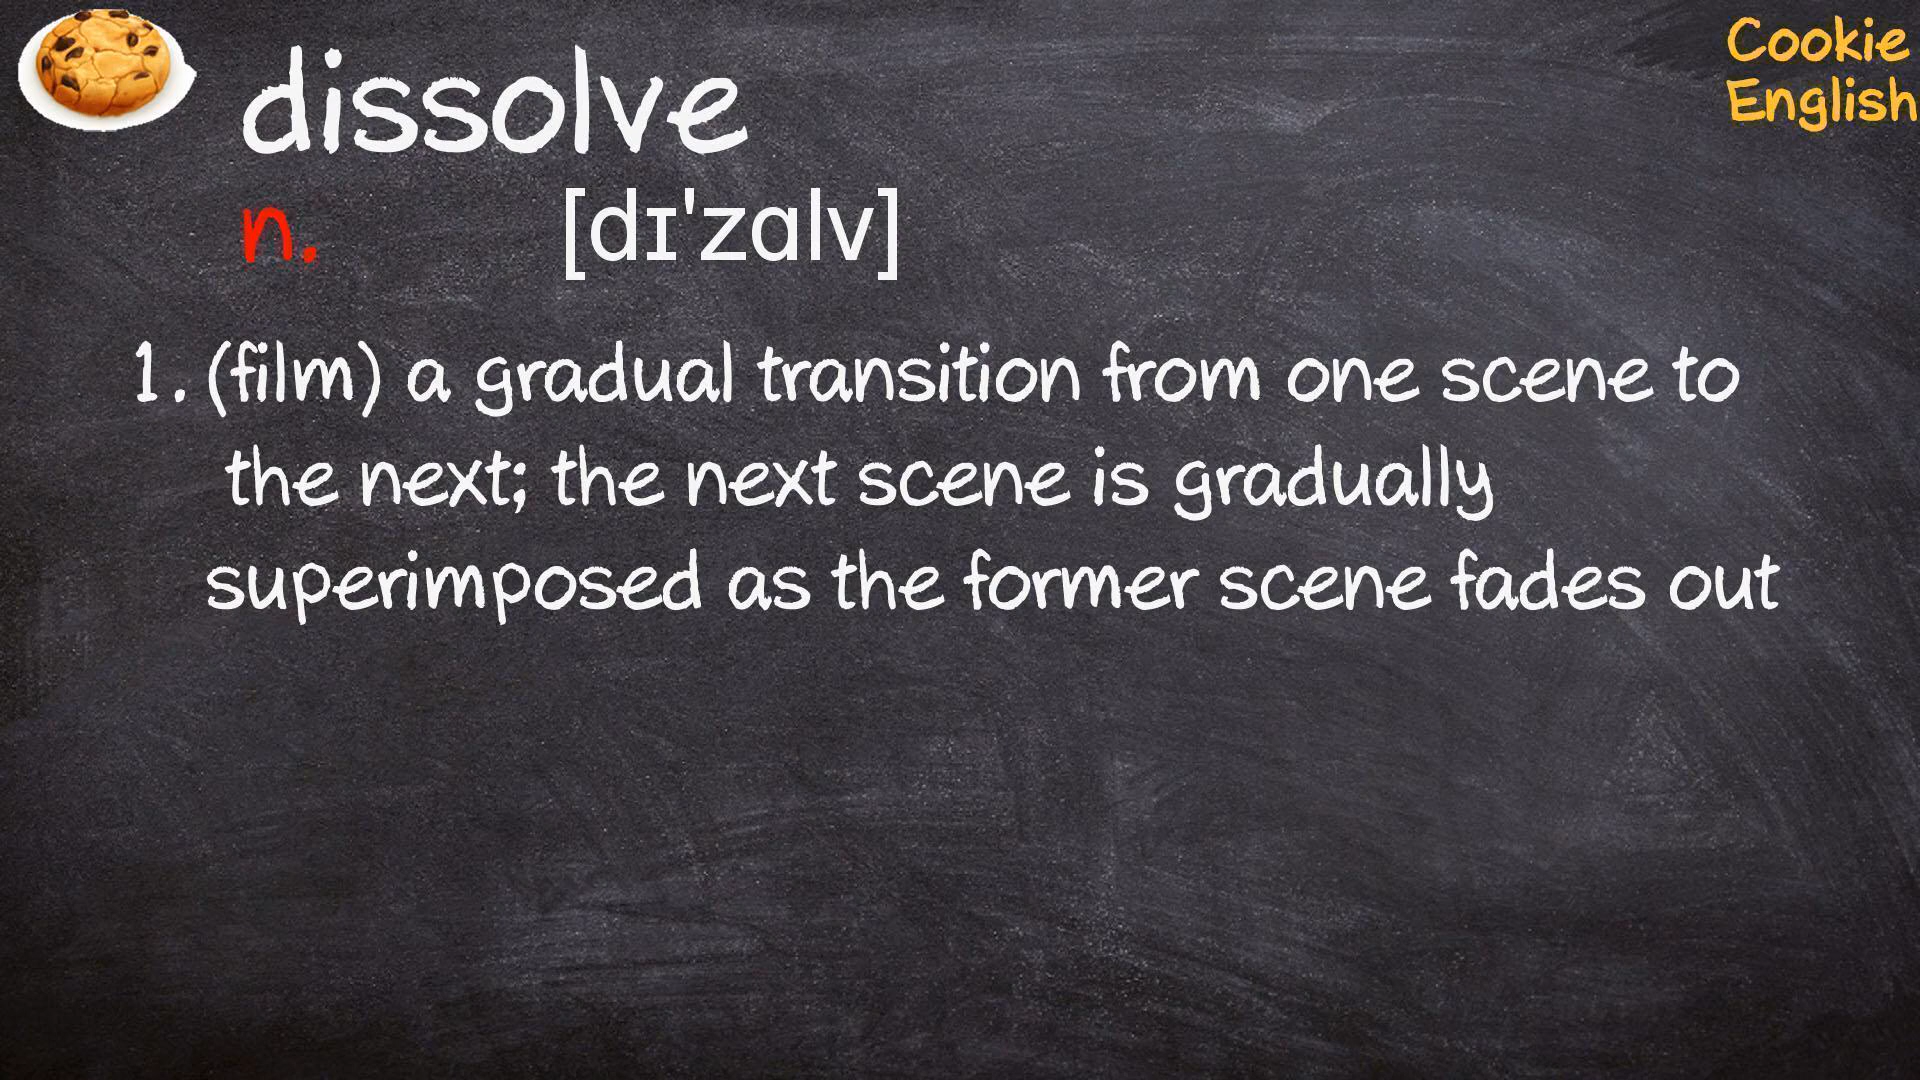 dissolve
Cookie
English
n. [dɪ'zɑlv]
1. (film) a gradual transition from one scene to
the next; the next scene is gradually
superimposed as the former scene fades out